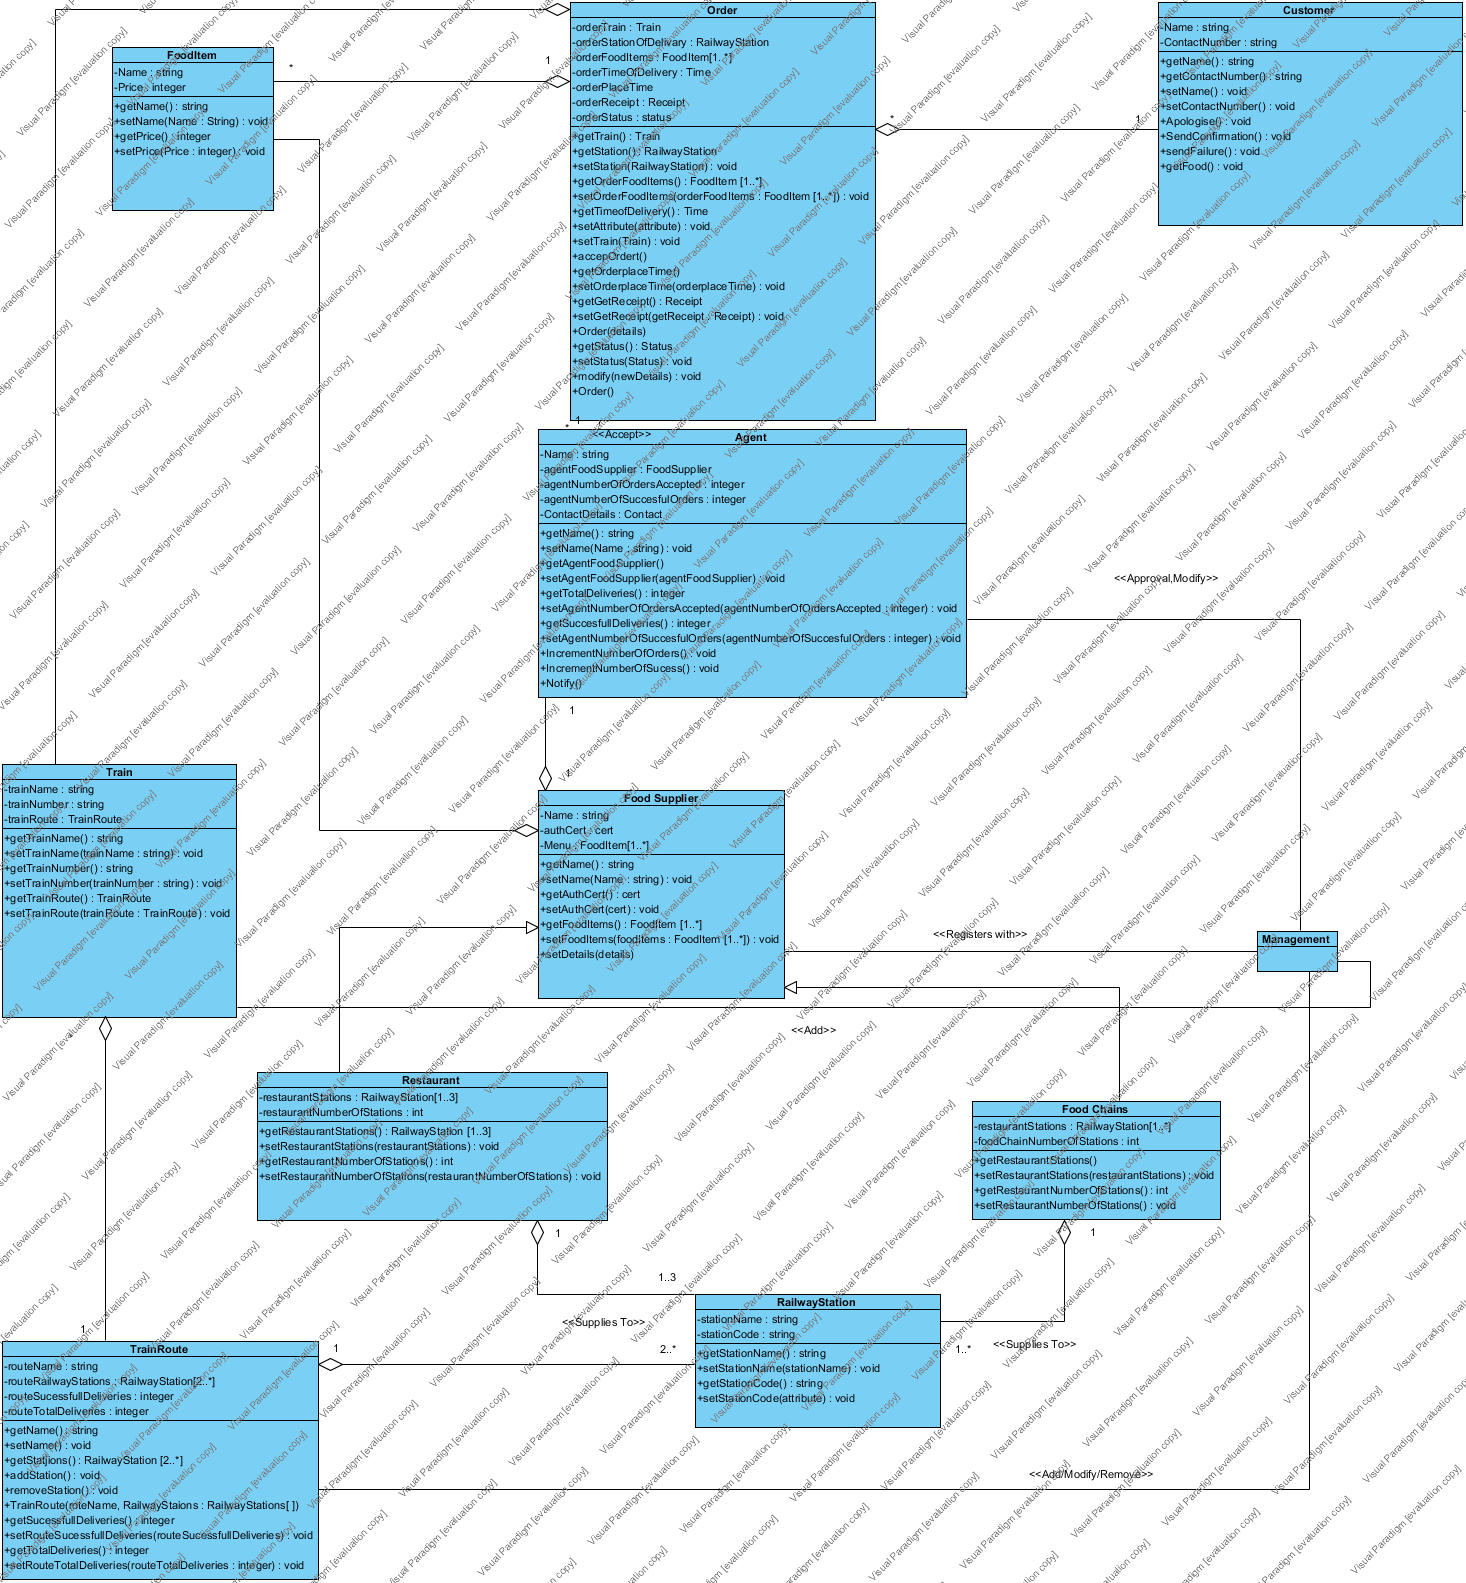 Order
-orderTrain : Train
-orderStationOfDelivary : RailwayStation
-orderFoodItems : FoodItem[1..*]
-orderTimeOfDelivery : Time
-orderPlaceTime
-orderReceipt : Receipt
-orderStatus : status
+getTrain() : Train
+getStation() : RailwayStation
+setStation(RailwayStation) : void
+getOrderFoodItems() : FoodItem [1..*]
+setOrderFoodItems(orderFoodItems : FoodItem [1..*]) : void
+getTimeofDelivery() : Time
+setAttribute(attribute) : void
+setTrain(Train) : void
+accepOrdert()
+getOrderplaceTime()
+setOrderplaceTime(orderplaceTime) : void
+getGetReceipt() : Receipt
+setGetReceipt(getReceipt : Receipt) : void
+Order(details)
+getStatus() : Status
+setStatus(Status) : void
+modify(newDetails) : void
+Order()
Customer
-Name : string
-ContactNumber : string
+getName() : string
+getContactNumber() : string
+setName() : void
+setContactNumber() : void
+Apologise() : void
+SendConfirmation() : void
+sendFailure() : void
+getFood() : void
FoodItem
-Name : string
-Price : integer
+getName() : string
+setName(Name : String) : void
+getPrice() : integer
+setPrice(Price : integer) : void
*
1
*
1
1
*
<<Accept>>
Agent
-Name : string
-agentFoodSupplier : FoodSupplier
-agentNumberOfOrdersAccepted : integer
-agentNumberOfSuccesfulOrders : integer
-ContactDetails : Contact
+getName() : string
+setName(Name : string) : void
+getAgentFoodSupplier()
+setAgentFoodSupplier(agentFoodSupplier) : void
+getTotalDeliveries() : integer
+setAgentNumberOfOrdersAccepted(agentNumberOfOrdersAccepted : integer) : void
+getSuccesfullDeliveries() : integer
+setAgentNumberOfSuccesfulOrders(agentNumberOfSuccesfulOrders : integer) : void
+IncrementNumberOfOrders() : void
+IncrementNumberOfSucess() : void
+Notify()
<<Approval,Modify>>
1
Train
-trainName : string
-trainNumber : string
-trainRoute : TrainRoute
+getTrainName() : string
+setTrainName(trainName : string) : void
+getTrainNumber() : string
+setTrainNumber(trainNumber : string) : void
+getTrainRoute() : TrainRoute
+setTrainRoute(trainRoute : TrainRoute) : void
Food Supplier
-Name : string
-authCert : cert
-Menu : FoodItem[1..*]
+getName() : string
+setName(Name : string) : void
+getAuthCert() : cert
+setAuthCert(cert) : void
+getFoodItems() : FoodItem [1..*]
+setFoodItems(foodItems : FoodItem [1..*]) : void
+setDetails(details)
<<Registers with>>
Management
<<Add>>
Restaurant
-restaurantStations : RailwayStation[1..3]
-restaurantNumberOfStations : int
+getRestaurantStations() : RailwayStation [1..3]
+setRestaurantStations(restaurantStations) : void
+getRestaurantNumberOfStations() : int
+setRestaurantNumberOfStations(restaurantNumberOfStations) : void
Food Chains
-restaurantStations : RailwayStation[1..*]
-foodChainNumberOfStations : int
+getRestaurantStations()
+setRestaurantStations(restaurantStations) : void
+getRestaurantNumberOfStations() : int
+setRestaurantNumberOfStations() : void
1
1
1..3
<<Supplies To>>
RailwayStation
-stationName : string
-stationCode : string
+getStationName() : string
+setStationName(stationName) : void
+getStationCode() : string
+setStationCode(attribute) : void
1..*
<<Supplies To>>
1
1
2..*
TrainRoute
-routeName : string
-routeRailwayStations : RailwayStation[2..*]
-routeSucessfullDeliveries : integer
-routeTotalDeliveries : integer
+getName() : string
+setName() : void
+getStatjions() : RailwayStation [2..*]
+addStation() : void
+removeStation() : void
+TrainRoute(roteName, RailwayStaions : RailwayStations[ ])
+getSucessfullDeliveries() : integer
+setRouteSucessfullDeliveries(routeSucessfullDeliveries) : void
+getTotalDeliveries() : integer
+setRouteTotalDeliveries(routeTotalDeliveries : integer) : void
<<Add/Modify/Remove>>
Visual Paradigm [evaluation copy]